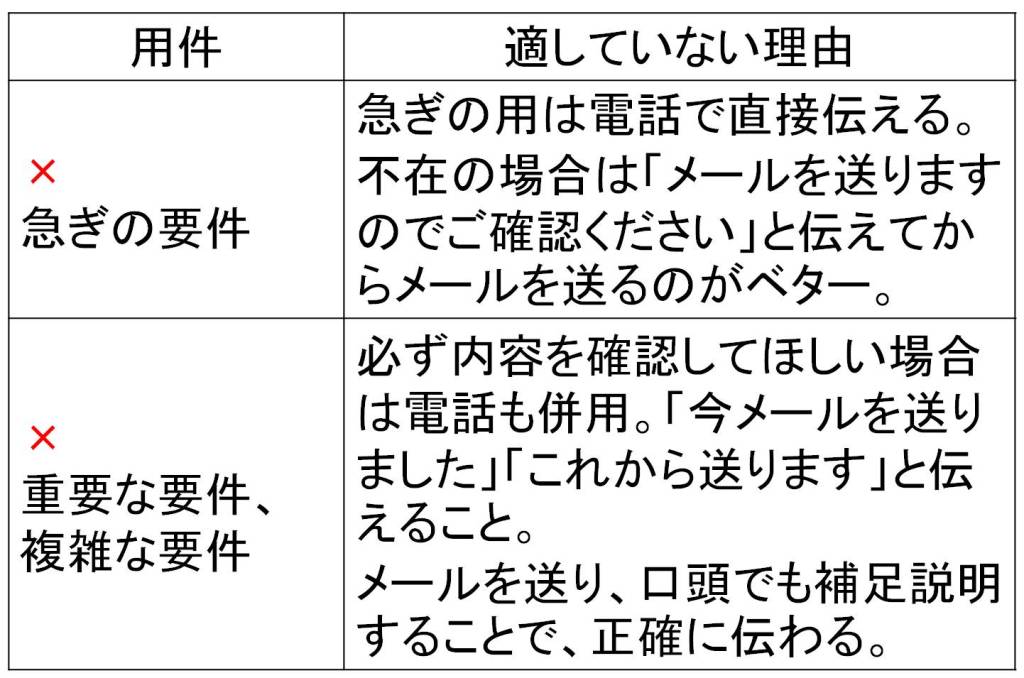 用件
適していない理由
×
急ぎの要件
急ぎの用は電話で直接伝える。
不在の場合は「メールを送ります
のでご確認ください」と伝えてか
らメールを送るのがベター。
×
重要な要件、
複雑な要件
必ず内容を確認してほしい場合
は電話も併用。「今メールを送り
ました」「これから送ります」と伝
えること。
メールを送り、口頭でも補足説明
することで、正確に伝わる。